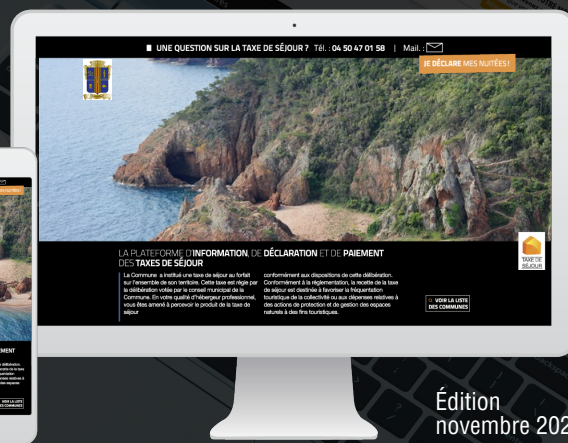 UNE QUESTION SUR LA TAXE DE SÉJOUR ? Tél. : 04 50 47 01 58 | Mail. :
JE DÉCLARE MES NUITÉES !
LA PLATEFORME D'INFORMATION, DE DÉCLARATION ET DE PAIEMENT
DES TAXES DE SÉJOUR
La Commune a institué une taxe de séjour au forfait
sur l'ensemble de son territoire. Cette taxe est régie par
la délibération votée par le conseil municipal de la
Commune. En votre qualité d'hébergeur professionnel,
vous êtes amené à percevoir le produit de la taxe de
séjour
conformément aux dispositions de cette délibération.
Conformément à la réglementation, la recette de la taxe
de séjour est destinée à favoriser la fréquentation
touristique de la collectivité ou aux dépenses relatives à
des actions de protection et de gestion des espaces
naturels à des fins touristiques.
TAXE DE
SÉJOUR
VOIR LA LISTE
DES COMMUNES
Édition
novembre 202